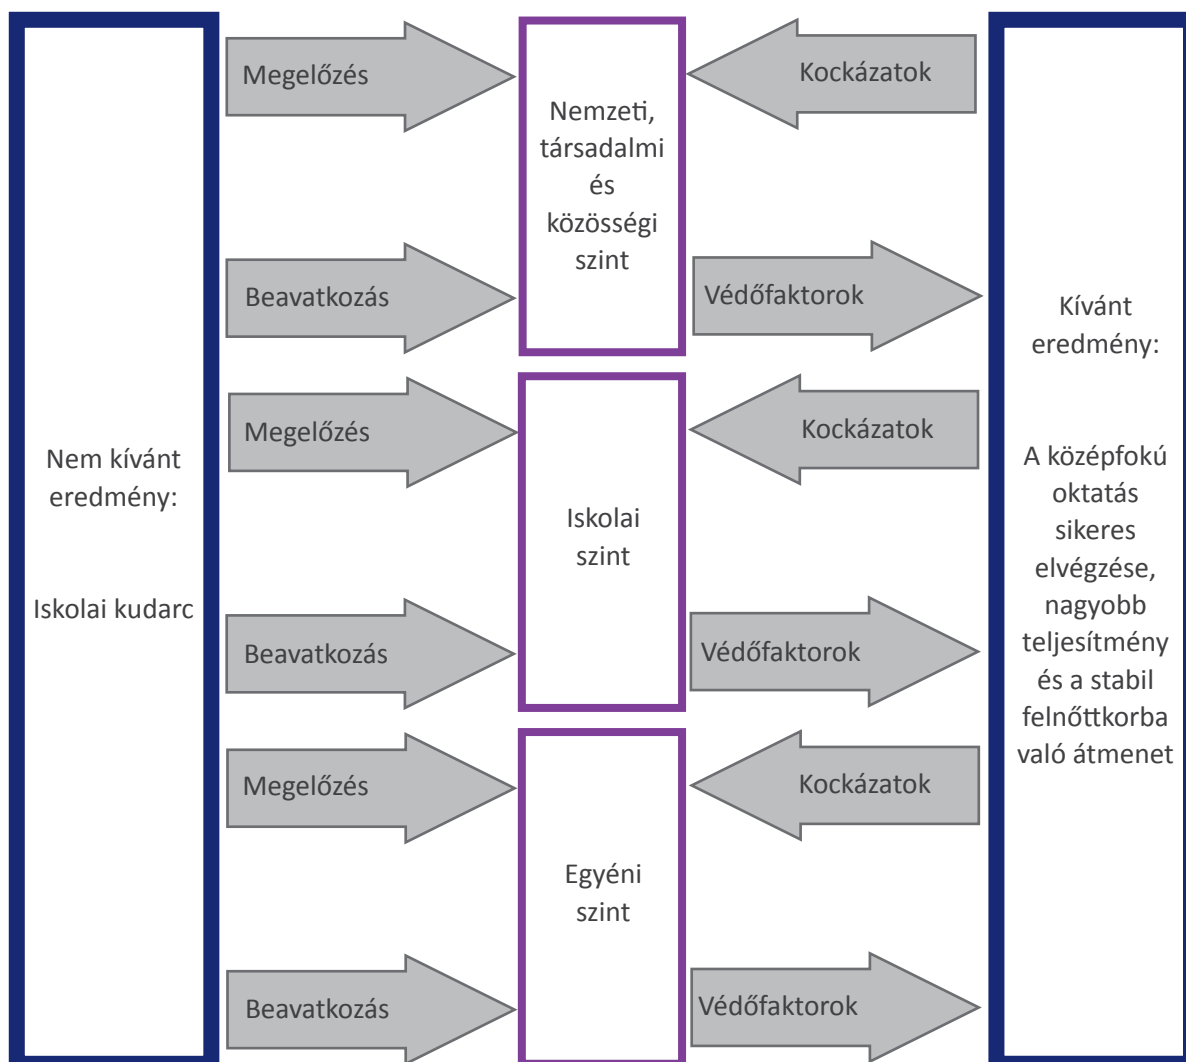 Nem kívánt
eredmény:
Iskolai kudarc
Megelőzés
Beavatkozás
Megelőzés
Beavatkozás
Megelőzés
Beavatkozás
Nemzeti,
társadalmi
és
közösségi
szint
Iskolai
szint
Egyéni
szint
Kockázatok
Védőfaktorok
Kockázatok
Védőfaktorok
Kockázatok
Védőfaktorok
Kívánt
eredmény:
A középfokú
oktatás
sikeres
elvégzése,
nagyobb
teljesítmény
és a stabil
felnőttkorba
való átmenet